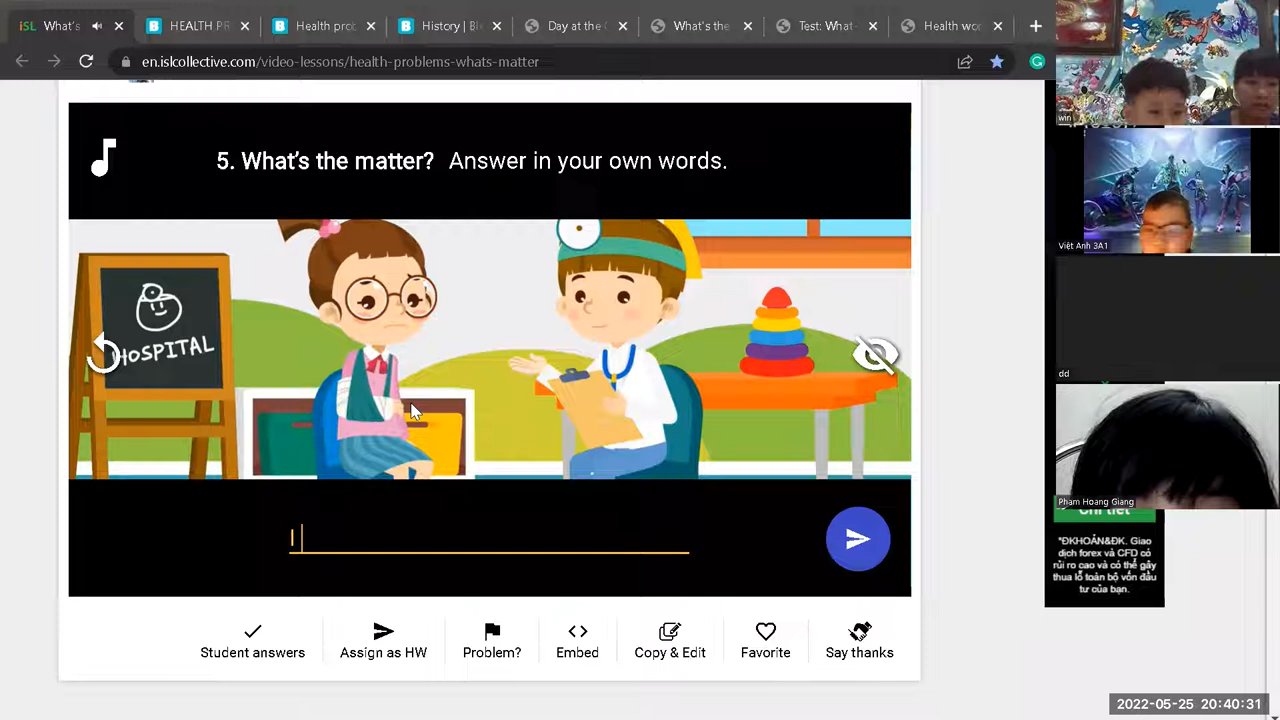 iSL What's
HEALTH PR
Health pro
History | Bl
Day at the
What's the
Test: What
Health wor
en.islcollective.com/video-lessons/health-problems-whats-matter
5. What's the matter? Answer in your own words.
HOSPITAL
I
Student answers
Assign as HW
Problem?
Embed
Copy & Edit
Favorite
Say thanks
win
Việt Anh 3A1
dd
Pham Hoang Giang
Chi tiết
*ĐKHOẢN&ĐK. Giao
dịch forex và CFD có
rủi ro cao và có thể gây
thua lỗ toàn bộ vốn đầu
tư của bạn.
2022-05-25 20:40:31